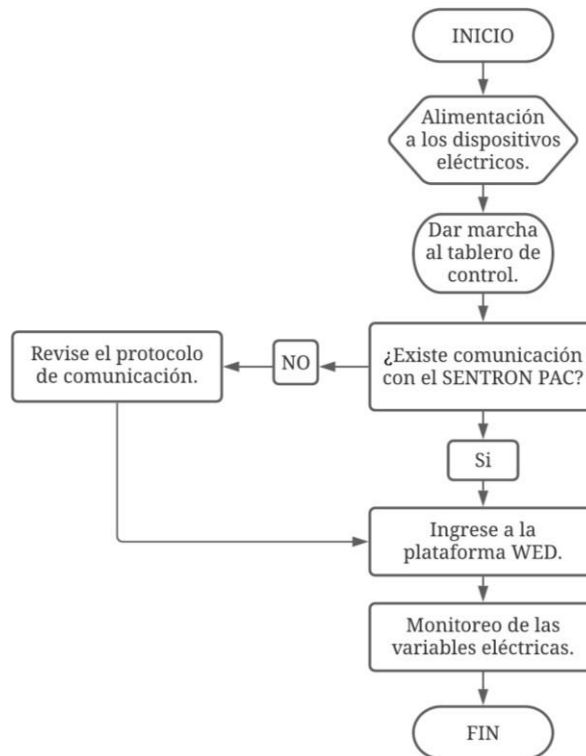 INICIO
Alimentación
a los dispositivos
eléctricos.
Dar marcha
al tablero de
control.
¿Existe comunicación
con el SENTRON PAC?
NO
Revise el protocolo
de comunicación.
Si
Ingrese a la
plataforma WED.
Monitoreo de las
variables eléctricas.
FIN